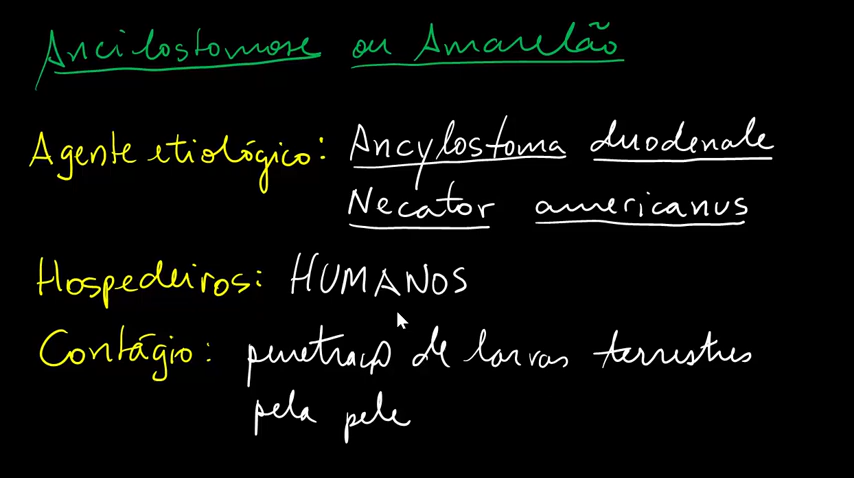 Ancilostomose ou Amarelão
Agente etiológico: Ancylostoma duodenale
Necator americanus
Hospedeiros: HUMANOS
Contágio: penetração de larvas terrestres
pela pele